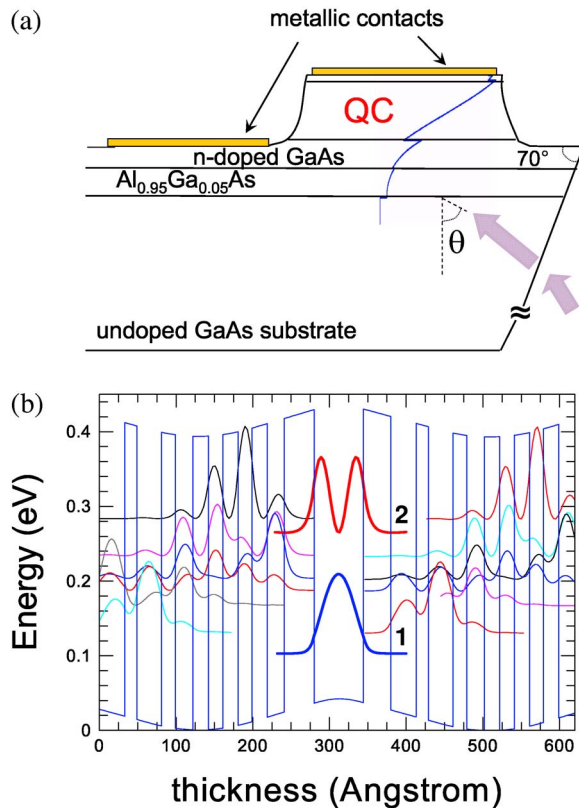 (a)
metallic contacts
QC
n-doped GaAs
70°
Al0.95Ga0.05As
θ
≈
undoped GaAs substrate
(b)
0.4
0.3
0.2
0.1
0
Energy (eV)
2
1
0 100 200 300 400 500 600
thickness (Angstrom)